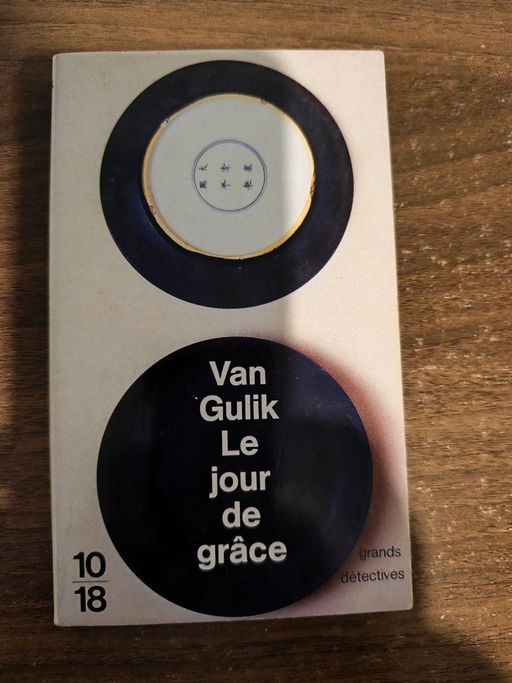 Van
Gulik
Le
jour
de
grâce
10
18
grands
détectives